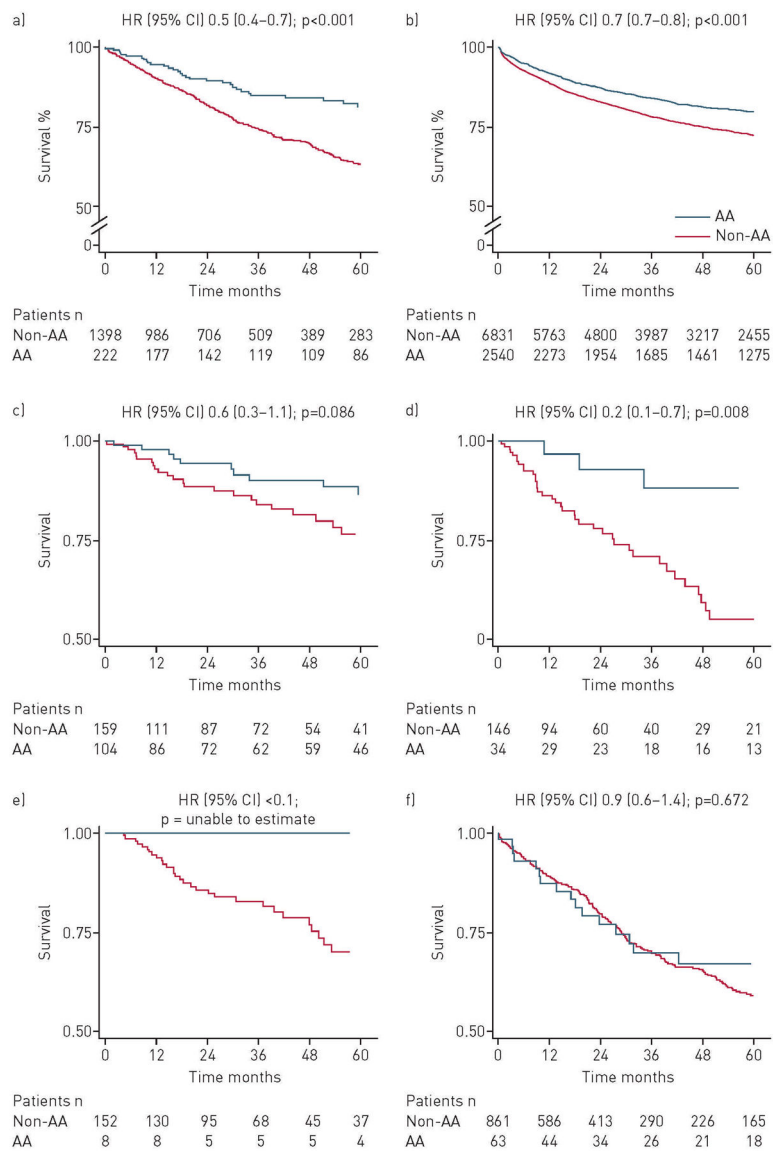 a)
HR (95% CI) 0.5 (0.4–0.7); p<0.001
100
75
50
0
Survival %
0 12 24 36 48 60
Time months
Patients n
Non-AA 1398 986 706 509 389 283
AA 222 177 142 119 109 86
b)
HR (95% CI) 0.7 (0.7–0.8); p<0.001
100
75
50
0
Survival %
AA
Non-AA
0 12 24 36 48 60
Time months
Patients n
Non-AA 6831 5763 4800 3987 3217 2455
AA 2540 2273 1954 1685 1461 1275
c)
HR (95% CI) 0.6 (0.3–1.1); p=0.086
1.00
0.75
0.50
Survival
0 12 24 36 48 60
Time months
Patients n
Non-AA 159 111 87 72 54 41
AA 104 86 72 62 59 46
d)
HR (95% CI) 0.2 (0.1–0.7); p=0.008
1.00
0.75
0
Survival
0 12 24 36 48 60
Time months
Patients n
Non-AA 146 94 60 40 29 21
AA 34 29 23 18 16 13
e)
HR (95% CI) <0.1;
p = unable to estimate
1.00
0.75
0.50
Survival
0 12 24 36 48 60
Time months
Patients n
Non-AA 152 130 95 68 45 37
AA 8 8 5 5 5 4
f)
HR (95% CI) 0.9 (0.6–1.4); p=0.672
1.00
0.75
0.50
Survival
0 12 24 36 48 60
Time months
Patients n
Non-AA 861 586 413 290 226 165
AA 63 44 34 26 21 18